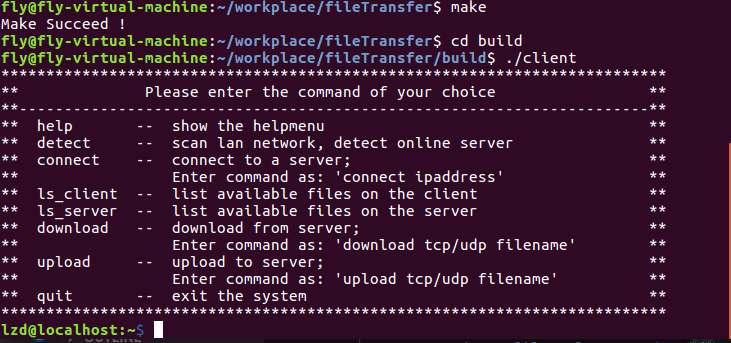 fly@fly-virtual-machine:~/workplace/fileTransfer$ make
Make Succeed !
fly@fly-virtual-machine:~/workplace/fileTransfer$ cd build
fly@fly-virtual-machine:~/workplace/fileTransfer/build$ ./client
**************************************************************************
**              Please enter the command of your choice                 **
**----------------------------------------------------------------------**
**  help       --  show the helpmenu                                    **
**  detect     --  scan lan network, detect online server               **
**  connect    --  connect to a server;                                 **
**                 Enter command as: 'connect ipaddress'                **
**  ls_client  --  list available files on the client                   **
**  ls_server  --  list available files on the server                   **
**  download   --  download from server;                                **
**                 Enter command as: 'download tcp/udp filename'        **
**  upload     --  upload to server;                                    **
**                 Enter command as: 'upload tcp/udp filename'          **
**  quit       --  exit the system                                      **
**************************************************************************
lzd@localhost:~$
OUTLINE